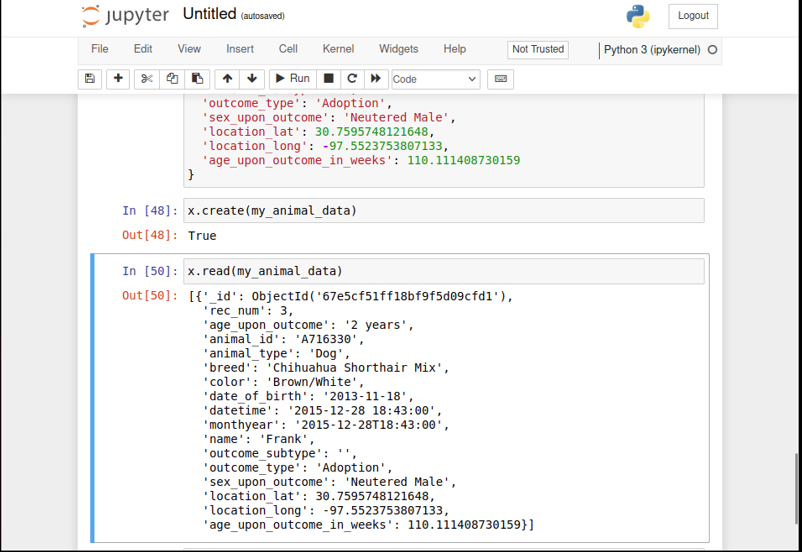 jupyter Untitled (autosaved)
Logout
File Edit View Insert Cell Kernel Widgets Help Not Trusted Python 3 (ipykernel)
Run Code
'outcome_type': 'Adoption',
'sex_upon_outcome': 'Neutered Male',
'location_lat': 30.7595748121648,
'location_long': -97.5523753807133,
'age_upon_outcome_in_weeks': 110.111408730159
}
In [48]: x.create(my_animal_data)
Out[48]: True
In [50]: x.read(my_animal_data)
Out[50]: [{'_id': ObjectId('67e5cf51ff18bf9f5d09cfd1'),
'rec_num': 3,
'age_upon_outcome': '2 years',
'animal_id': 'A716330',
'animal_type': 'Dog',
'breed': 'Chihuahua Shorthair Mix',
'color': 'Brown/White',
'date_of_birth': '2013-11-18',
'datetime': '2015-12-28 18:43:00',
'monthyear': '2015-12-28T18:43:00',
'name': 'Frank',
'outcome_subtype': '',
'outcome_type': 'Adoption',
'sex_upon_outcome': 'Neutered Male',
'location_lat': 30.7595748121648,
'location_long': -97.5523753807133,
'age_upon_outcome_in_weeks': 110.111408730159}]